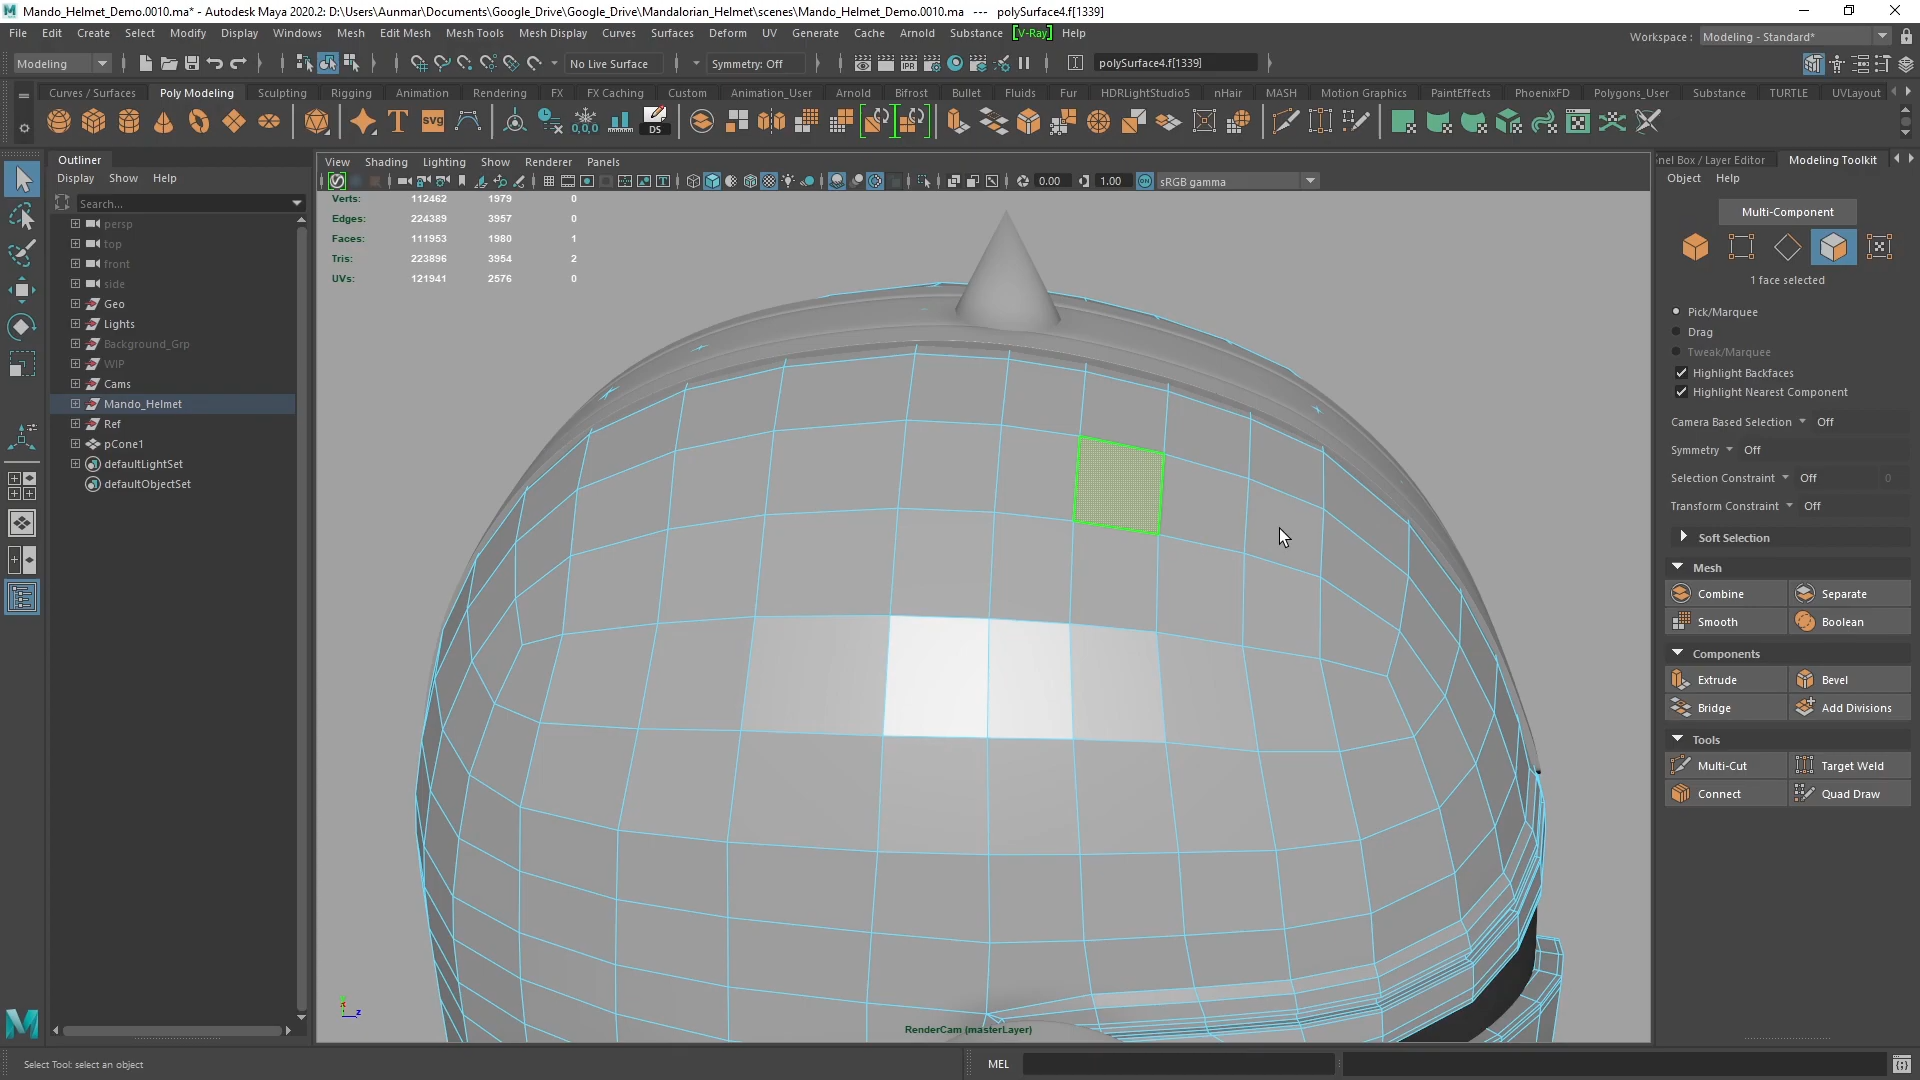 Mando_Helmet_Demo.0010.ma* - Autodesk Maya 2020.2: D:\Users\Aunmar\Documents\Google_Drive\Google_Drive\Mandalorian_Helmet\scenes\Mando_Helmet_Demo.0010.ma --- polySurface4.f[1339]
File Edit Create Select Modify Display Windows Mesh Edit Mesh Mesh Tools Mesh Display Curves Surfaces Deform UV Generate Cache Arnold Substance [V-Ray] Help
Workspace : Modeling - Standard*
Modeling No Live Surface Symmetry: Off polySurface4.f[1339]
Curves / Surfaces Poly Modeling Sculpting Rigging Animation Rendering FX FX Caching Custom Animation_User Arnold Bifrost Bullet Fluids Fur HDRLightStudio5 nHair MASH Motion Graphics PaintEffects PhoenixFD Polygons_User Substance TURTLE UVLayout
T SVG 0,0,0 DS
Outliner
Display Show Help
Search...
persp
top
front
side
Geo
Lights
Background_Grp
WIP
Cams
Mando_Helmet
Ref
pCone1
defaultLightSet
defaultObjectSet
View Shading Lighting Show Renderer Panels
0.00 1.00 ON sRGB gamma
Verts: 112462 1979 0
Edges: 224389 3957 0
Faces: 111953 1980 1
Tris: 223896 3954 2
UVs: 121941 2576 0
z
RenderCam (masterLayer)
nel Box / Layer Editor Modeling Toolkit
Object Help
Multi-Component
1 face selected
Pick/Marquee
Drag
Tweak/Marquee
Highlight Backfaces
Highlight Nearest Component
Camera Based Selection Off
Symmetry Off
Selection Constraint Off 0
Transform Constraint Off
Soft Selection
Mesh
Combine Separate
Smooth Boolean
Components
Extrude Bevel
Bridge Add Divisions
Tools
Multi-Cut Target Weld
Connect Quad Draw
Select Tool: select an object
MEL